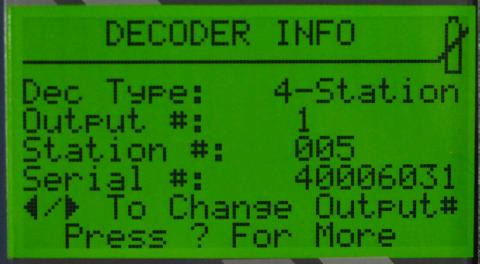 DECODER INFO
Dec Type: 4-Station
Output #: 1
Station #: 005
Serial #: 40006031
◀/▶ To Change Output#
Press ? For More